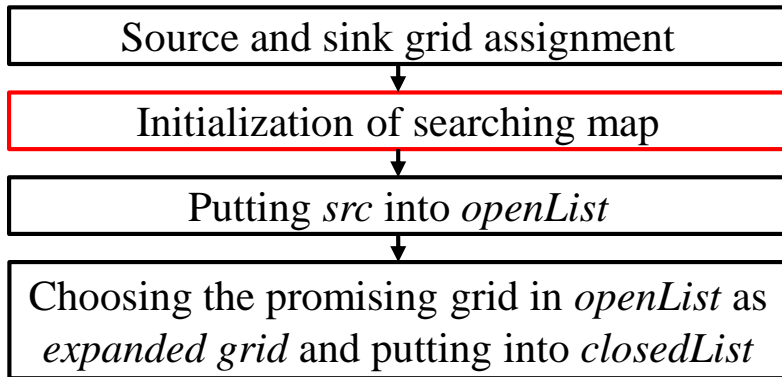 Source and sink grid assignment
Initialization of searching map
Putting src into openList
Choosing the promising grid in openList as
expanded grid and putting into closedList